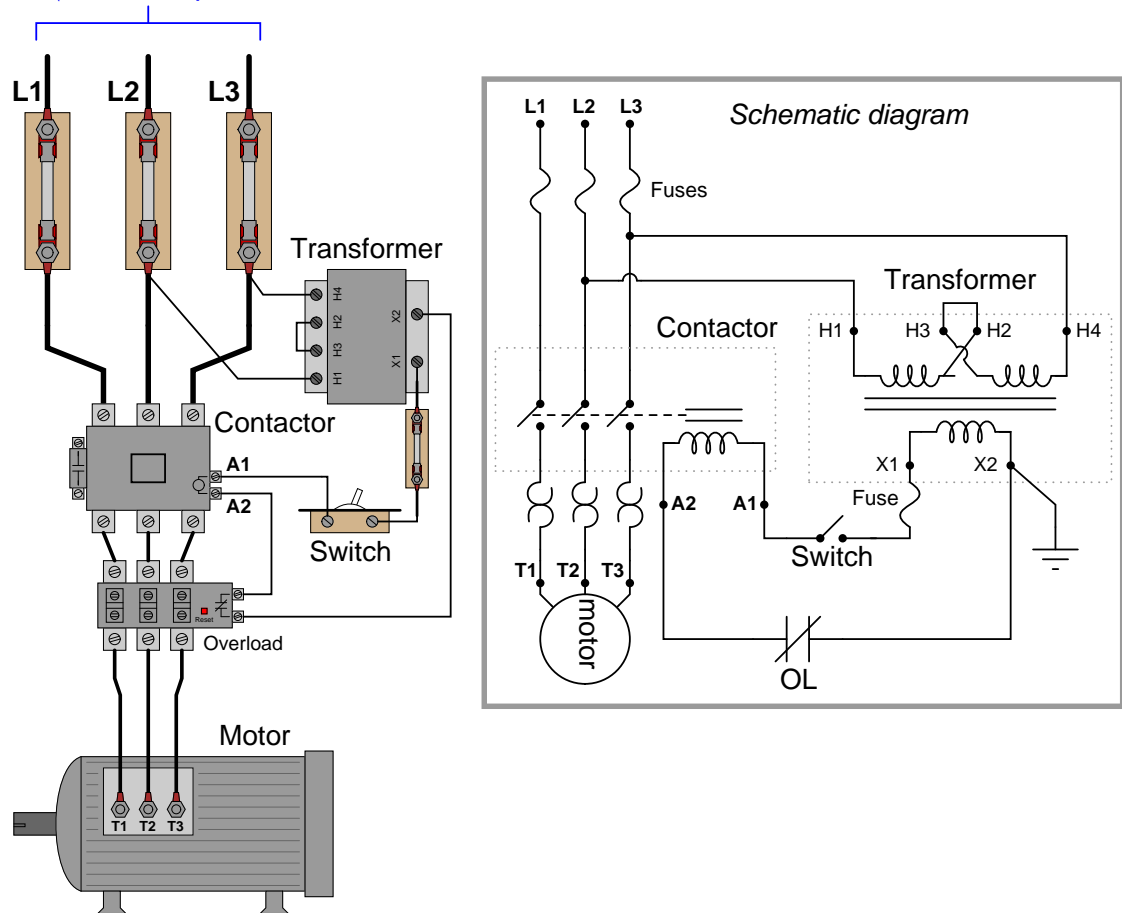 L1 L2 L3
Transformer
H4
H2
H3
H1
X2
X1
Contactor
A1
A2
Switch
Reset
Overload
Motor
T1 T2 T3
Schematic diagram
L1 L2 L3
Fuses
Transformer
Contactor
H1 H3 H2 H4
X1 X2
Fuse
A2 A1
Switch
T1 T2 T3
motor
OL